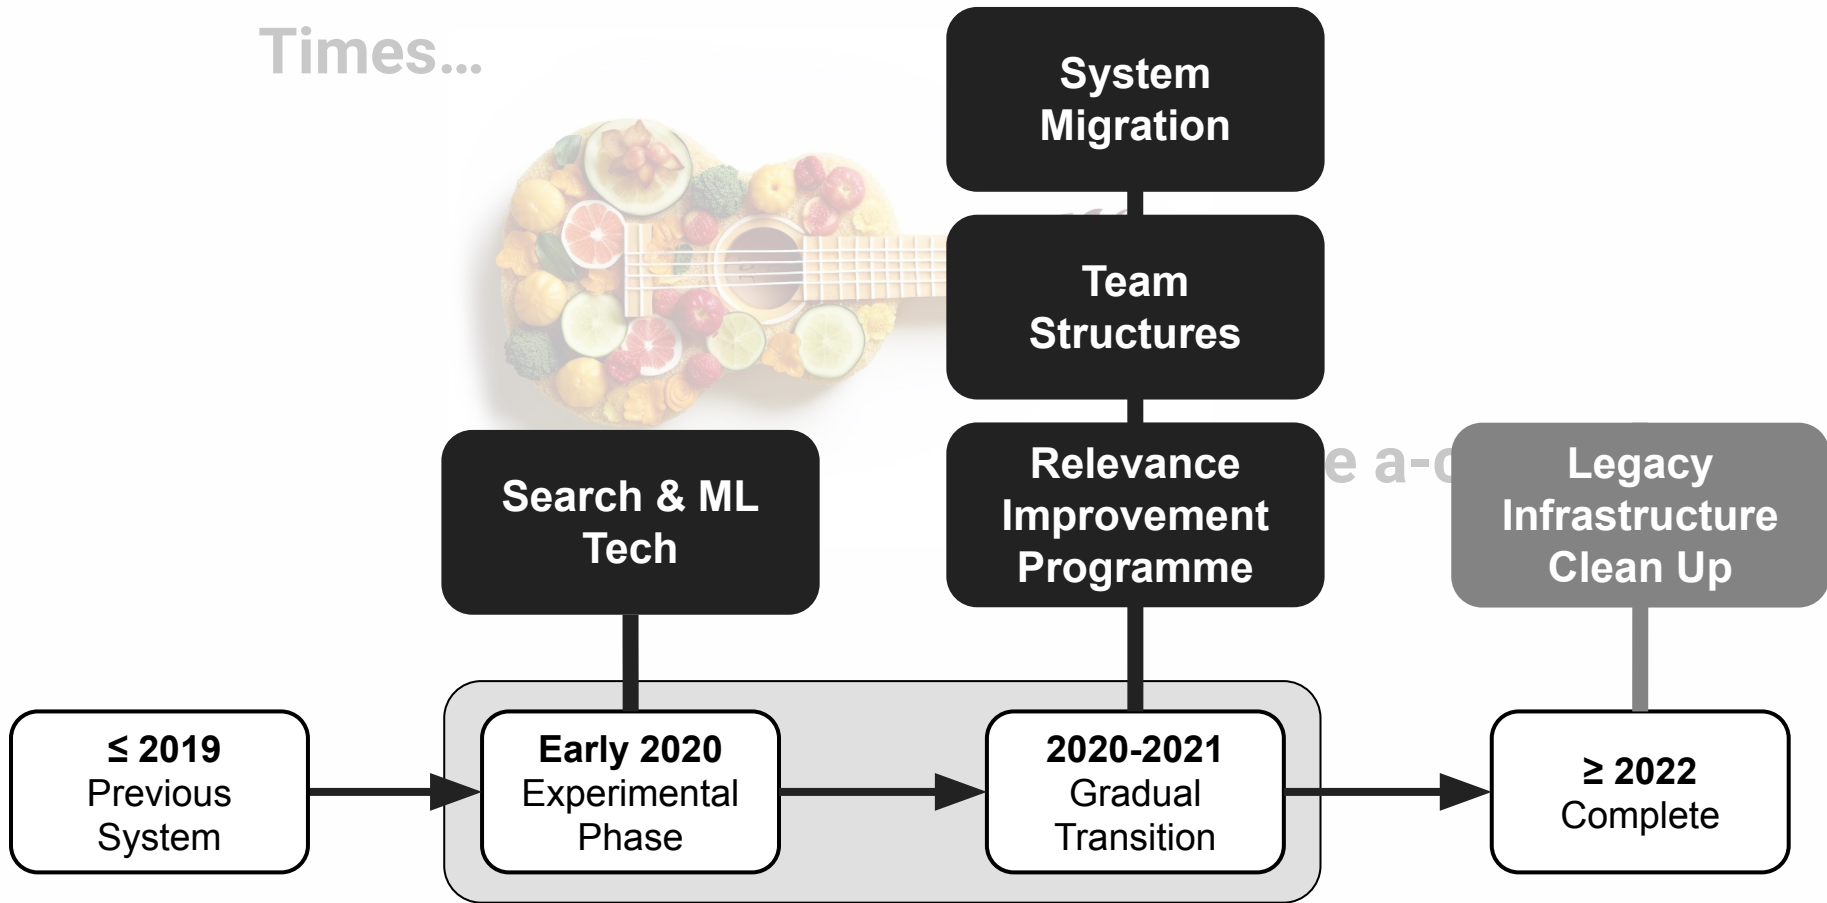 Times…
System
Migration
Team
Structures
Relevance
Improvement
Programme
Search & ML
Tech
e a-
Legacy
Infrastructure
Clean Up
≤ 2019
Previous
System
Early 2020
Experimental
Phase
2020-2021
Gradual
Transition
≥ 2022
Complete